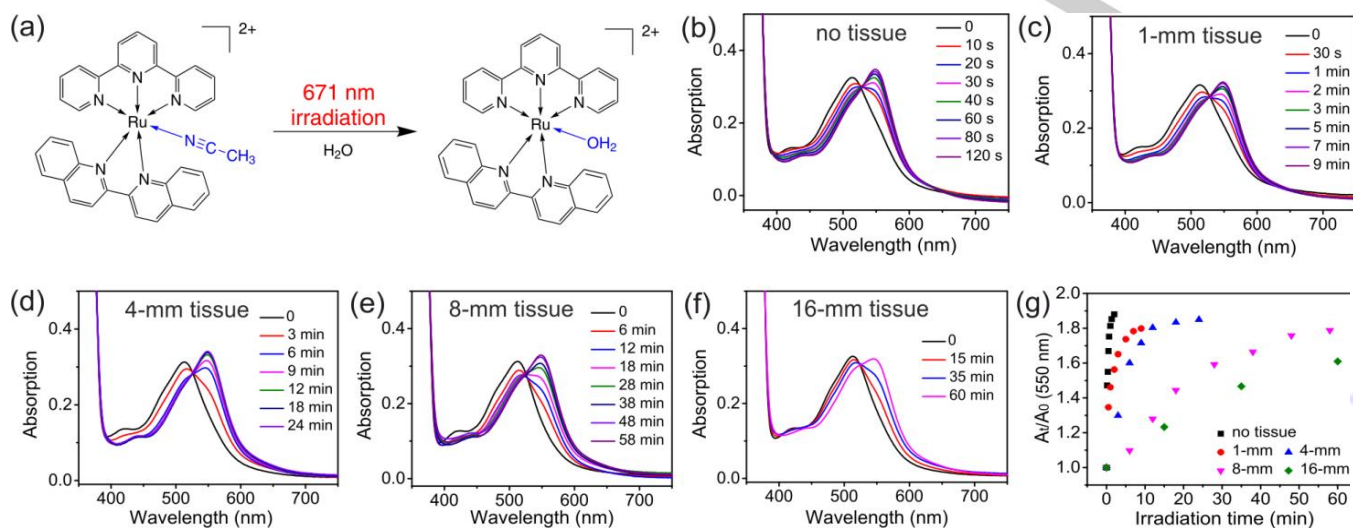 (a)
2+
N
N
N
Ru
N
N
N≡C
CH₃
671 nm
irradiation
H₂O
2+
N
N
N
Ru
OH₂
N
N
(b)
no tissue
0
10 s
20 s
30 s
40 s
60 s
80 s
120 s
0.4
0.2
0.0
Absorption
400 500 600 700
Wavelength (nm)
(c)
1-mm tissue
0
30 s
1 min
2 min
3 min
5 min
7 min
9 min
0.4
0.2
0.0
Absorption
400 500 600 700
Wavelength (nm)
(d)
4-mm tissue
0
3 min
6 min
9 min
12 min
18 min
24 min
0.4
0.2
0.0
Absorption
400 500 600 700
Wavelength (nm)
(e)
8-mm tissue
0
6 min
12 min
18 min
28 min
38 min
48 min
58 min
0.4
0.2
0.0
Absorption
400 500 600 700
Wavelength (nm)
(f)
16-mm tissue
0
15 min
35 min
60 min
0.4
0.2
0.0
Absorption
400 500 600 700
Wavelength (nm)
(g)
2.0
1.8
1.6
1.4
1.2
1.0
At/A0 (550 nm)
no tissue
1-mm 4-mm
8-mm 16-mm
0 10 20 30 40 50 60
Irradiation time (min)